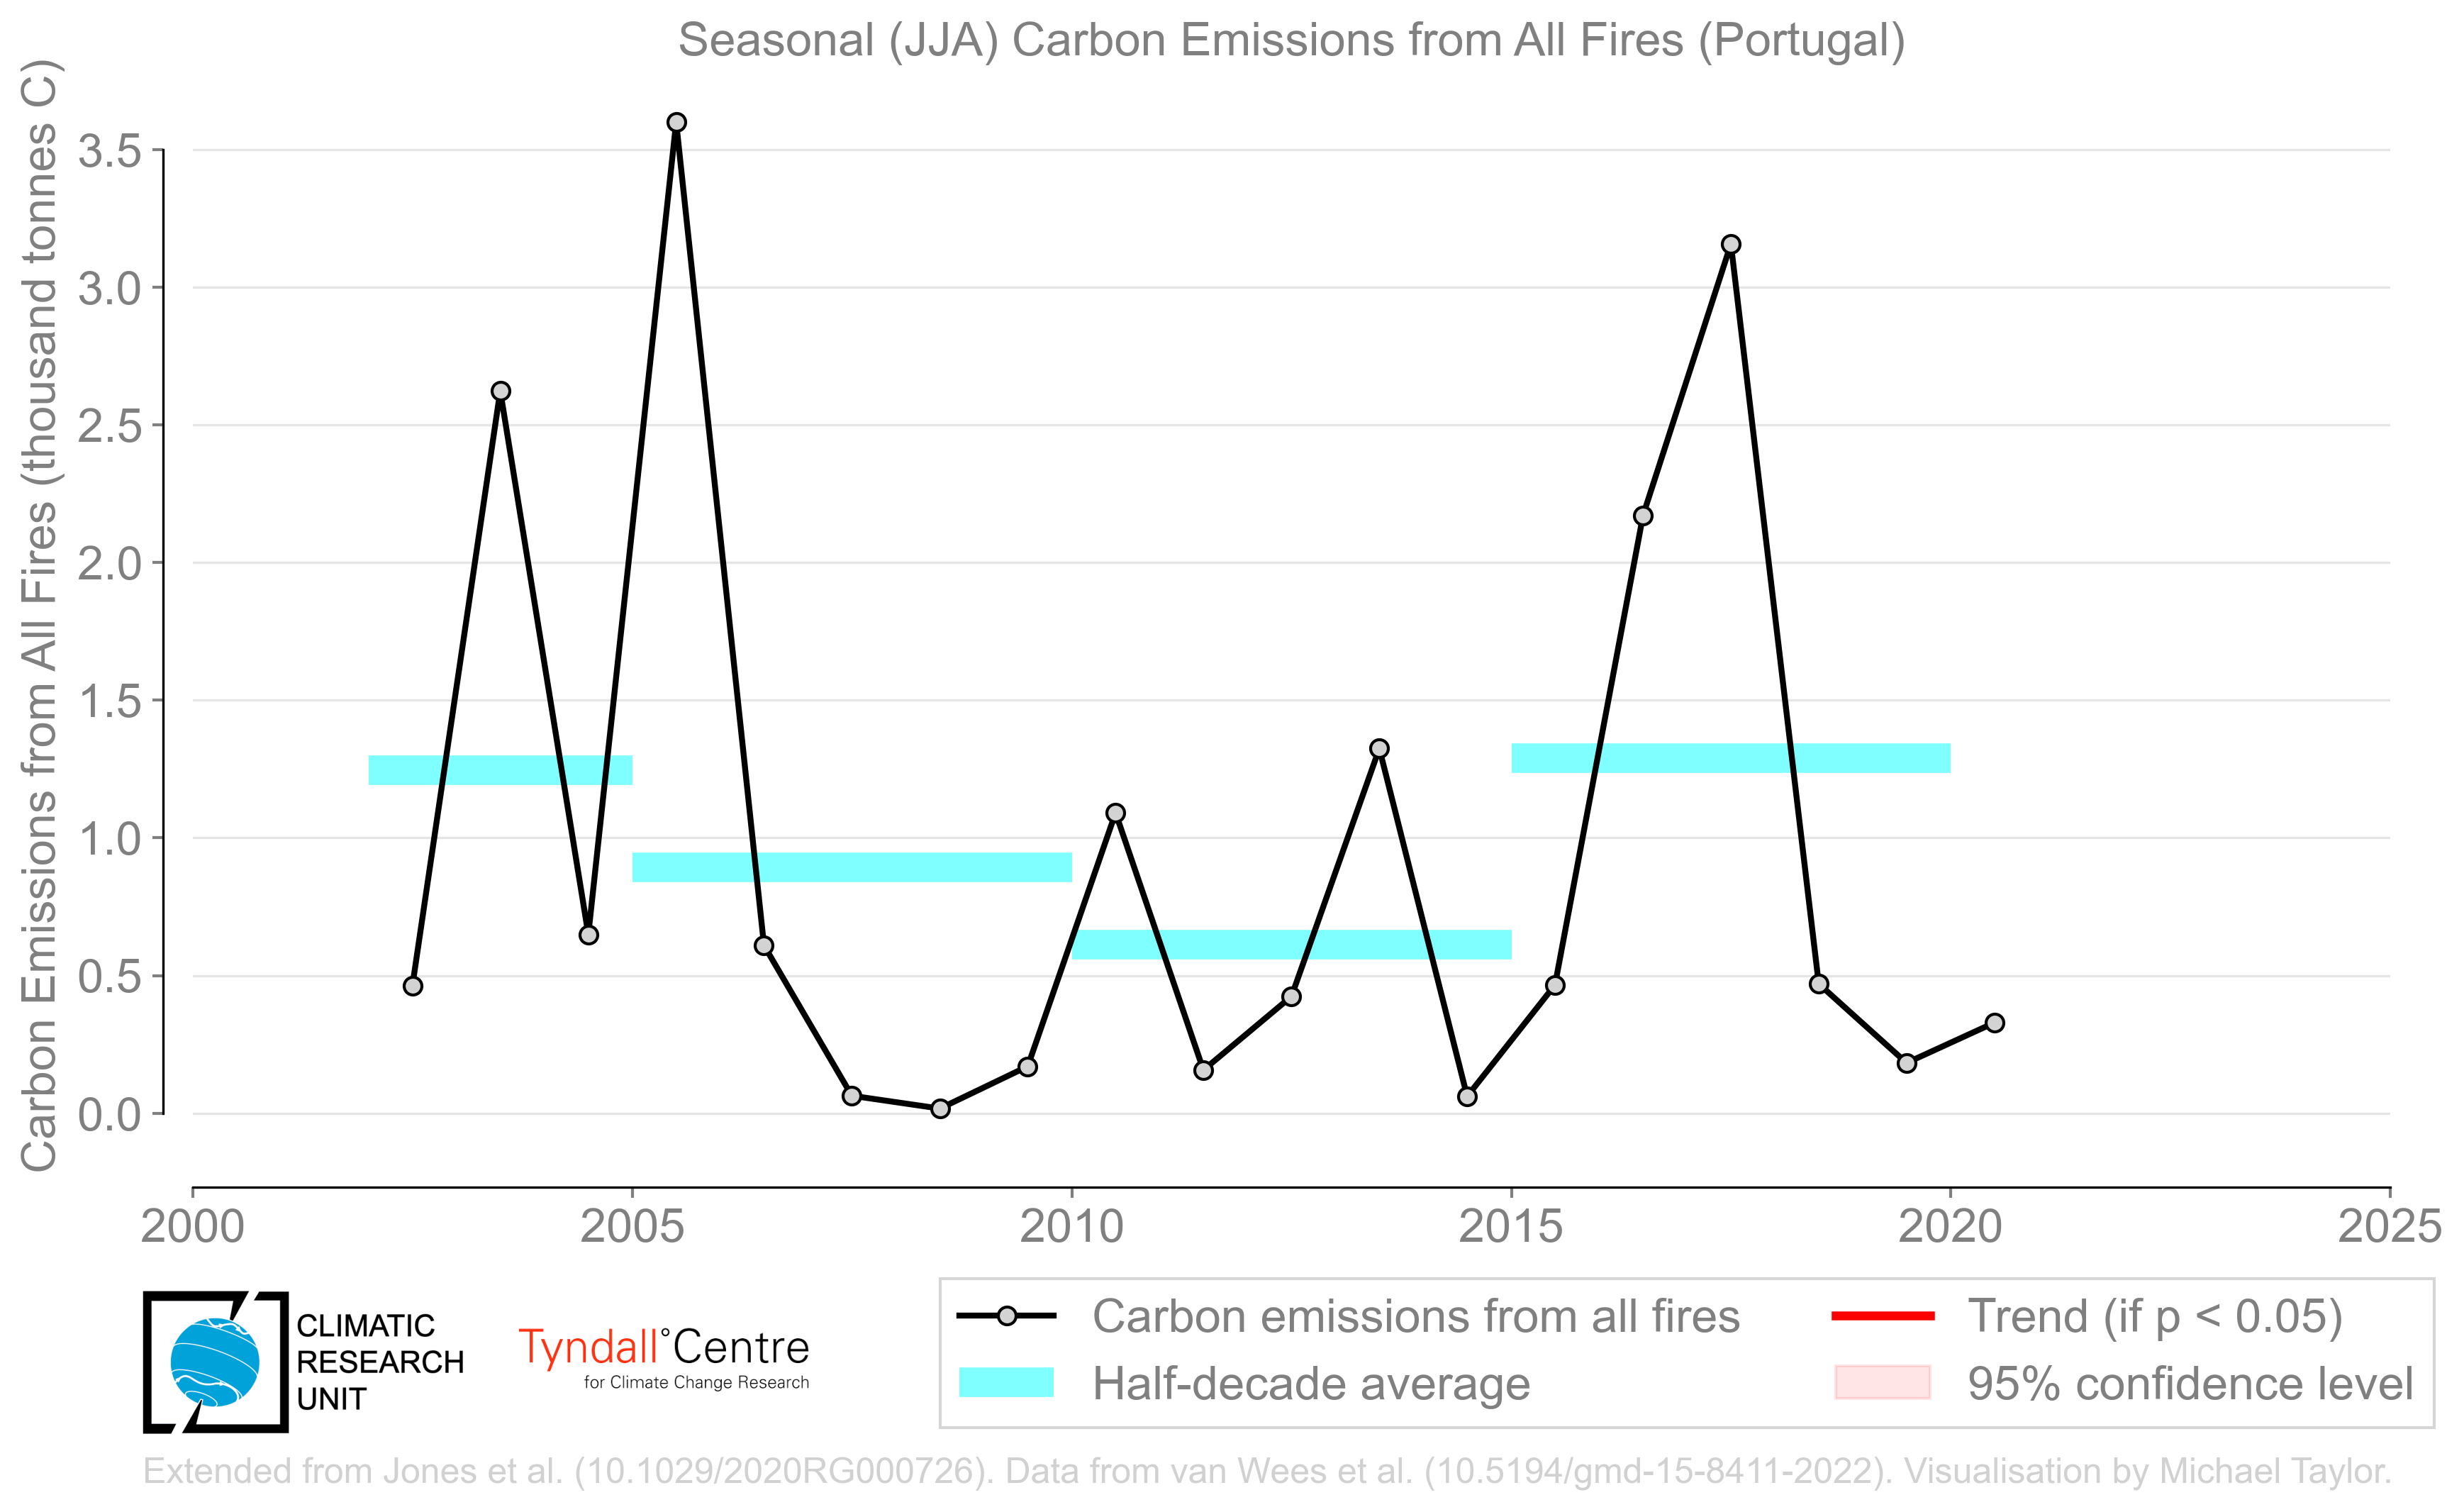 Seasonal (JJA) Carbon Emissions from All Fires (Portugal)
Carbon Emissions from All Fires (thousand tonnes C)
3.5
3.0
2.5
2.0
1.5
1.0
0.5
0.0
2000 2005 2010 2015 2020 2025
CLIMATIC
RESEARCH
UNIT
Tyndall°Centre
for Climate Change Research
Carbon emissions from all fires
Half-decade average
Trend (if p < 0.05)
95% confidence level
Extended from Jones et al. (10.1029/2020RG000726). Data from van Wees et al. (10.5194/gmd-15-8411-2022). Visualisation by Michael Taylor.